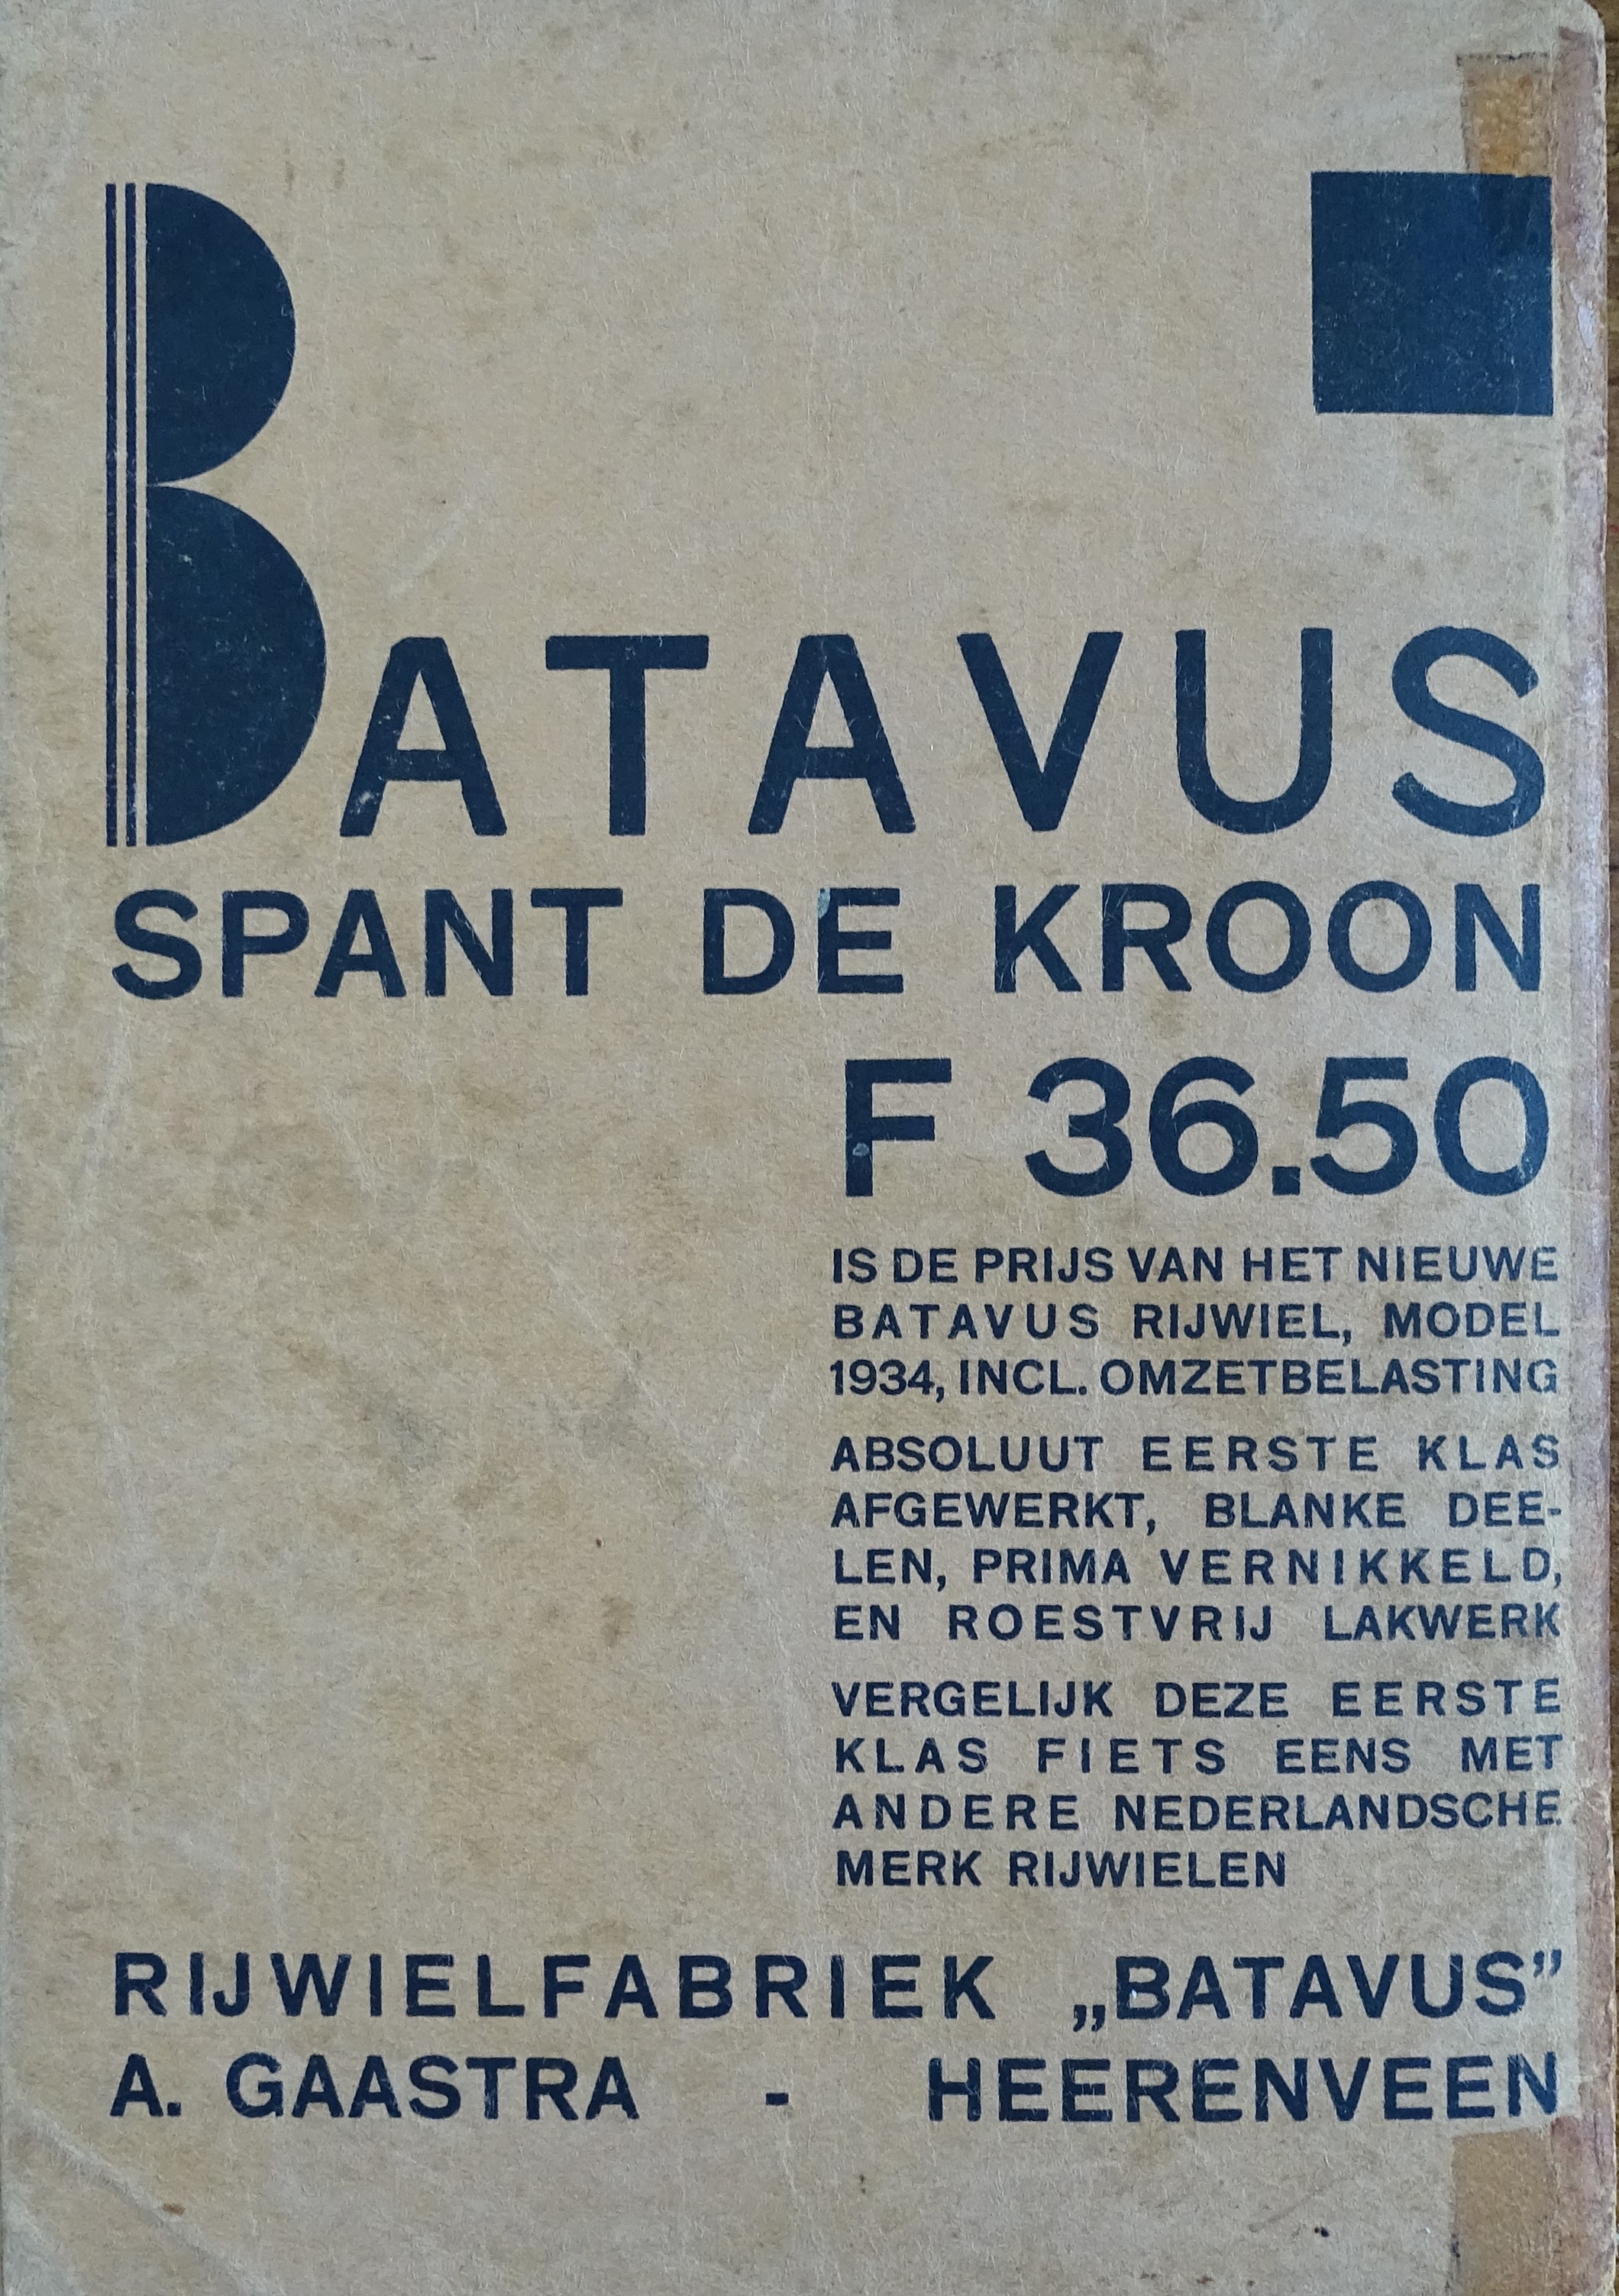 BATAVUS
SPANT DE KROON
F 36.50
IS DE PRIJS VAN HET NIEUWE
BATAVUS RIJWIEL, MODEL
1934, INCL. OMZETBELASTING
ABSOLUUT EERSTE KLAS
AFGEWERKT, BLANKE DEE-
LEN, PRIMA VERNIKKELD,
EN ROESTVRIJ LAKWERK
VERGELIJK DEZE EERSTE
KLAS FIETS EENS MET
ANDERE NEDERLANDSCHE
MERK RIJWIELEN
RIJWIELFABRIEK „BATAVUS”
A. GAASTRA - HEERENVEEN